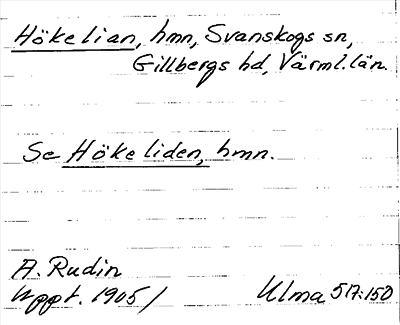 Hökelian, hmn, Svanskogs sn,
Gillbergs hd, Värml. län.
Se Hökeliden, hmn.
A. Rudin
Uppt. 1905/
Ulma 517:150